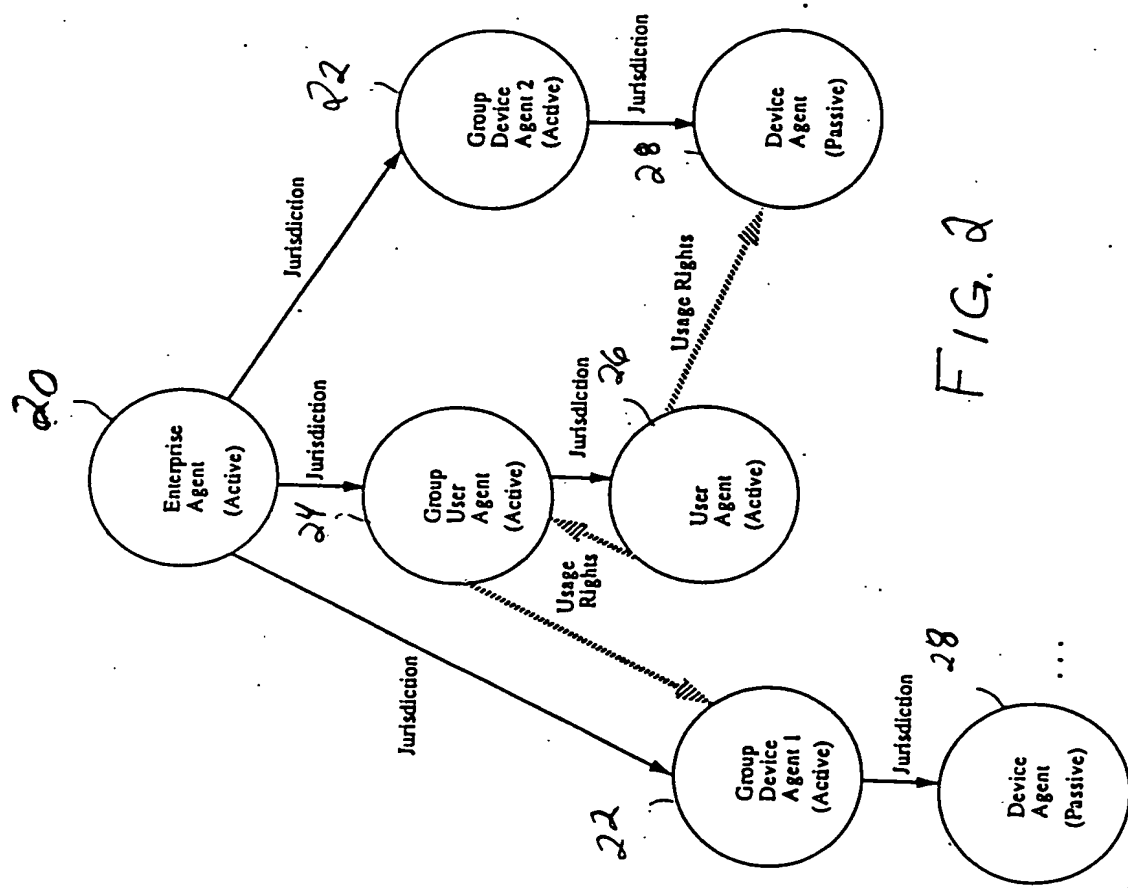 20
Enterprise
Agent
(Active)
Jurisdiction
Jurisdiction
Jurisdiction
22
Group
Device
Agent 2
(Active)
24
Group
User
Agent
(Active)
Jurisdiction
28
Device
Agent
(Passive)
Jurisdiction
26
User
Agent
(Active)
Usage
Rights
Usage Rights
22
Group
Device
Agent 1
(Active)
Jurisdiction
28
Device
Agent
(Passive)
...
FIG. 2